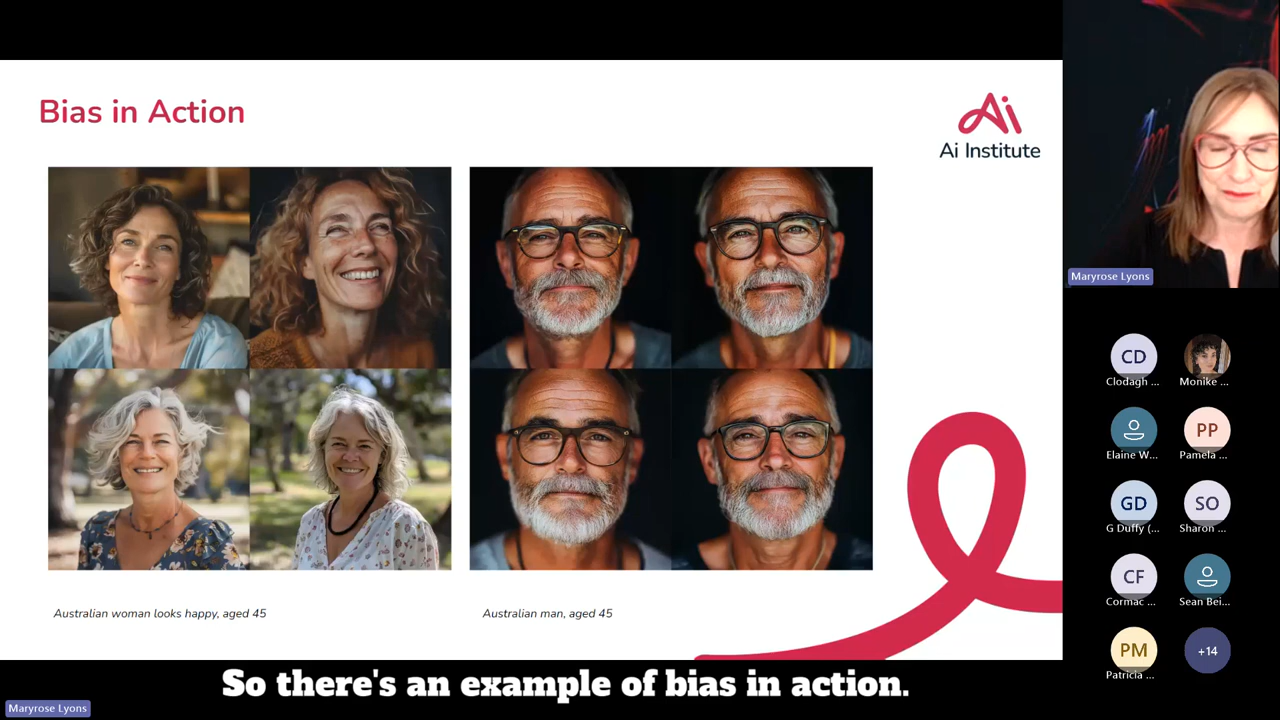 Bias in Action
Ai
Ai Institute
Australian woman looks happy, aged 45
Australian man, aged 45
So there's an example of bias in action.
Maryrose Lyons
Maryrose Lyons
CD
Clodagh ...
Monike ...
Elaine W...
PP
Pamela ...
GD
G Duffy (...
SO
Sharon ...
CF
Cormac ...
Sean Bei...
PM
Patricia ...
+14